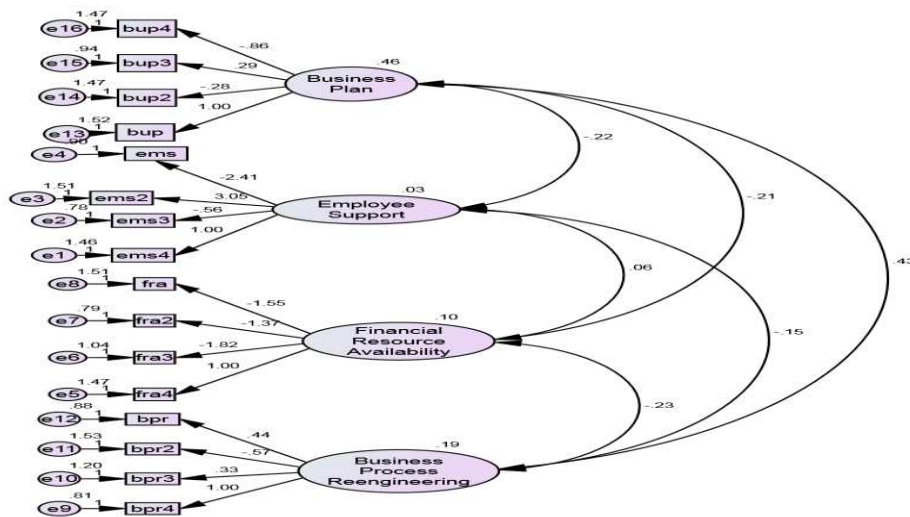 1.47
e16 1 bup4
-.86
.94
e15 1 bup3
.29
.46
Business
Plan
1.47
e14 1 bup2
-.28
1.00
1.52
e13 1 bup
-.22
.90
e4 1 ems
-2.41
-.21
.03
1.51
e3 1 ems2
3.05
Employee
Support
.78
e2 1 ems3
-.56
1.00
1.46
e1 1 ems4
.43
.06
1.51
e8 1 fra
-1.55
.10
.79
e7 1 fra2
-1.37
Financial
Resource
Availability
-.15
1.04
e6 1 fra3
-1.82
1.00
1.47
e5 1 fra4
-.23
.88
e12 1 bpr
.44
.19
1.53
e11 1 bpr2
-.57
Business
Process
Reengineering
1.20
e10 1 bpr3
.33
1.00
.81
e9 1 bpr4